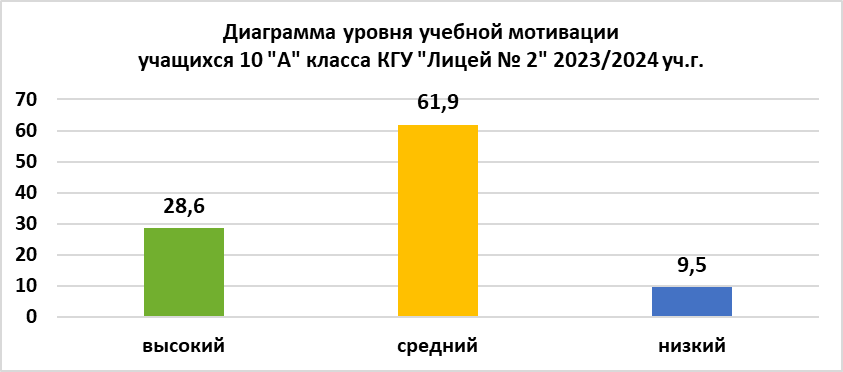 Диаграмма уровня учебной мотивации
учащихся 10 "А" класса КГУ "Лицей № 2" 2023/2024 уч.г.
70
60
50
40
30
20
10
0
28,6
61,9
9,5
высокий
средний
низкий